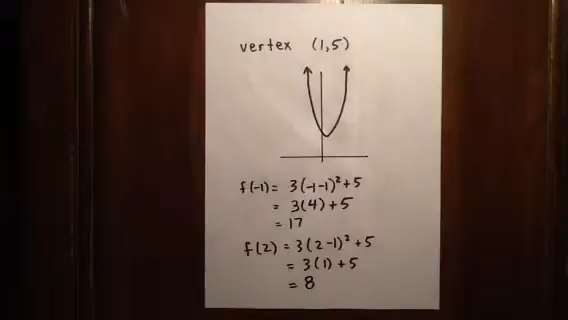 vertex (1,5)
f(-1) = 3(-1-1)²+5
= 3(4)+5
= 17
f(2) = 3(2-1)²+5
= 3(1)+5
= 8